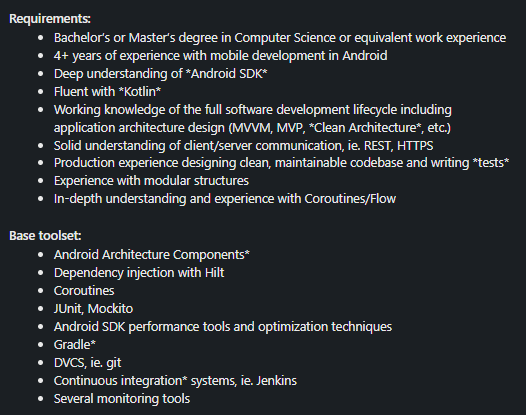 Requirements:
• Bachelor's or Master's degree in Computer Science or equivalent work experience
• 4+ years of experience with mobile development in Android
• Deep understanding of *Android SDK*
• Fluent with *Kotlin*
• Working knowledge of the full software development lifecycle including
application architecture design (MVVM, MVP, *Clean Architecture*, etc.)
• Solid understanding of client/server communication, ie. REST, HTTPS
• Production experience designing clean, maintainable codebase and writing *tests*
• Experience with modular structures
• In-depth understanding and experience with Coroutines/Flow
Base toolset:
• Android Architecture Components*
• Dependency injection with Hilt
• Coroutines
• JUnit, Mockito
• Android SDK performance tools and optimization techniques
• Gradle*
• DVCS, ie. git
• Continuous integration* systems, ie. Jenkins
• Several monitoring tools